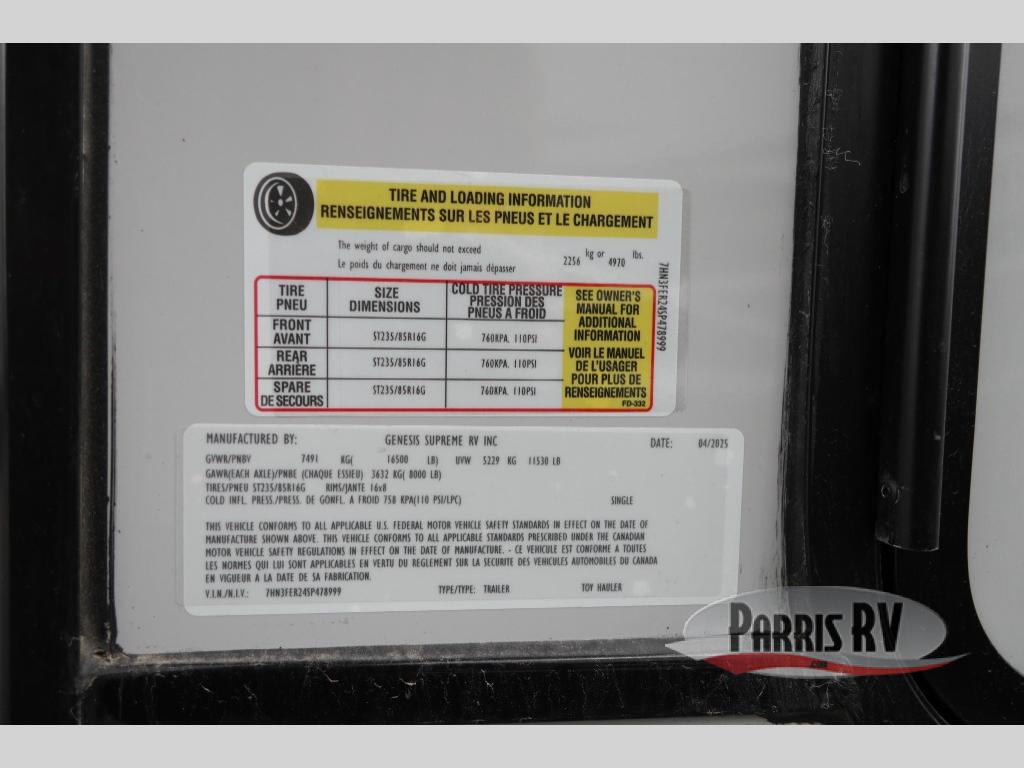 TIRE AND LOADING INFORMATION
RENSEIGNEMENTS SUR LES PNEUS ET LE CHARGEMENT
The weight of cargo should not exceed
Le poids du chargement ne doit jamais dépasser
2256 kg or 4970 lbs.
7HN3FER24SP478999
TIRE PNEU
SIZE DIMENSIONS
COLD TIRE PRESSURE
PRESSION DES PNEUS A FROID
FRONT AVANT ST235/85R16G 760KPA. 110PSI
REAR ARRIÈRE ST235/85R16G 760KPA. 110PSI
SPARE DE SECOURS ST235/85R16G 760KPA. 110PSI
SEE OWNER'S
MANUAL FOR
ADDITIONAL
INFORMATION
VOIR LE MANUEL
DE L'USAGER
POUR PLUS DE
RENSEIGNEMENTS
FD-332
MANUFACTURED BY: GENESIS SUPREME RV INC DATE: 04/2025
GVWR/PNBV 7491 KG( 16500 LB) UVW 5229 KG 11530 LB
GAWR(EACH AXLE)/PNBE (CHAQUE ESSIEU) 3632 KG( 8000 LB)
TIRES/PNEU ST235/85R16G RIMS/JANTE 16x8
COLD INFL. PRESS./PRESS. DE GONFL. A FROID 758 KPA(110 PSI/LPC) SINGLE
THIS VEHICLE CONFORMS TO ALL APPLICABLE U.S. FEDERAL MOTOR VEHICLE SAFETY STANDARDS IN EFFECT ON THE DATE OF
MANUFACTURE SHOWN ABOVE. THIS VEHICLE CONFORMS TO ALL APPLICABLE STANDARDS PRESCRIBED UNDER THE CANADIAN
MOTOR VEHICLE SAFETY REGULATIONS IN EFFECT ON THE DATE OF MANUFACTURE. - CE VEHICULE EST CONFORME A TOUTES
LES NORMES QUI LUI SONT APPLICABLES EN VERTU DU REGLEMENT SUR LA SECURITE DES VEHICULES AUTOMOBILES DU CANADA
EN VIGUEUR A LA DATE DE SA FABRICATION.
V.I.N./N.I.V.: 7HN3FER24SP478999 TYPE/TYPE: TRAILER TOY HAULER
PARRIS RV
.com